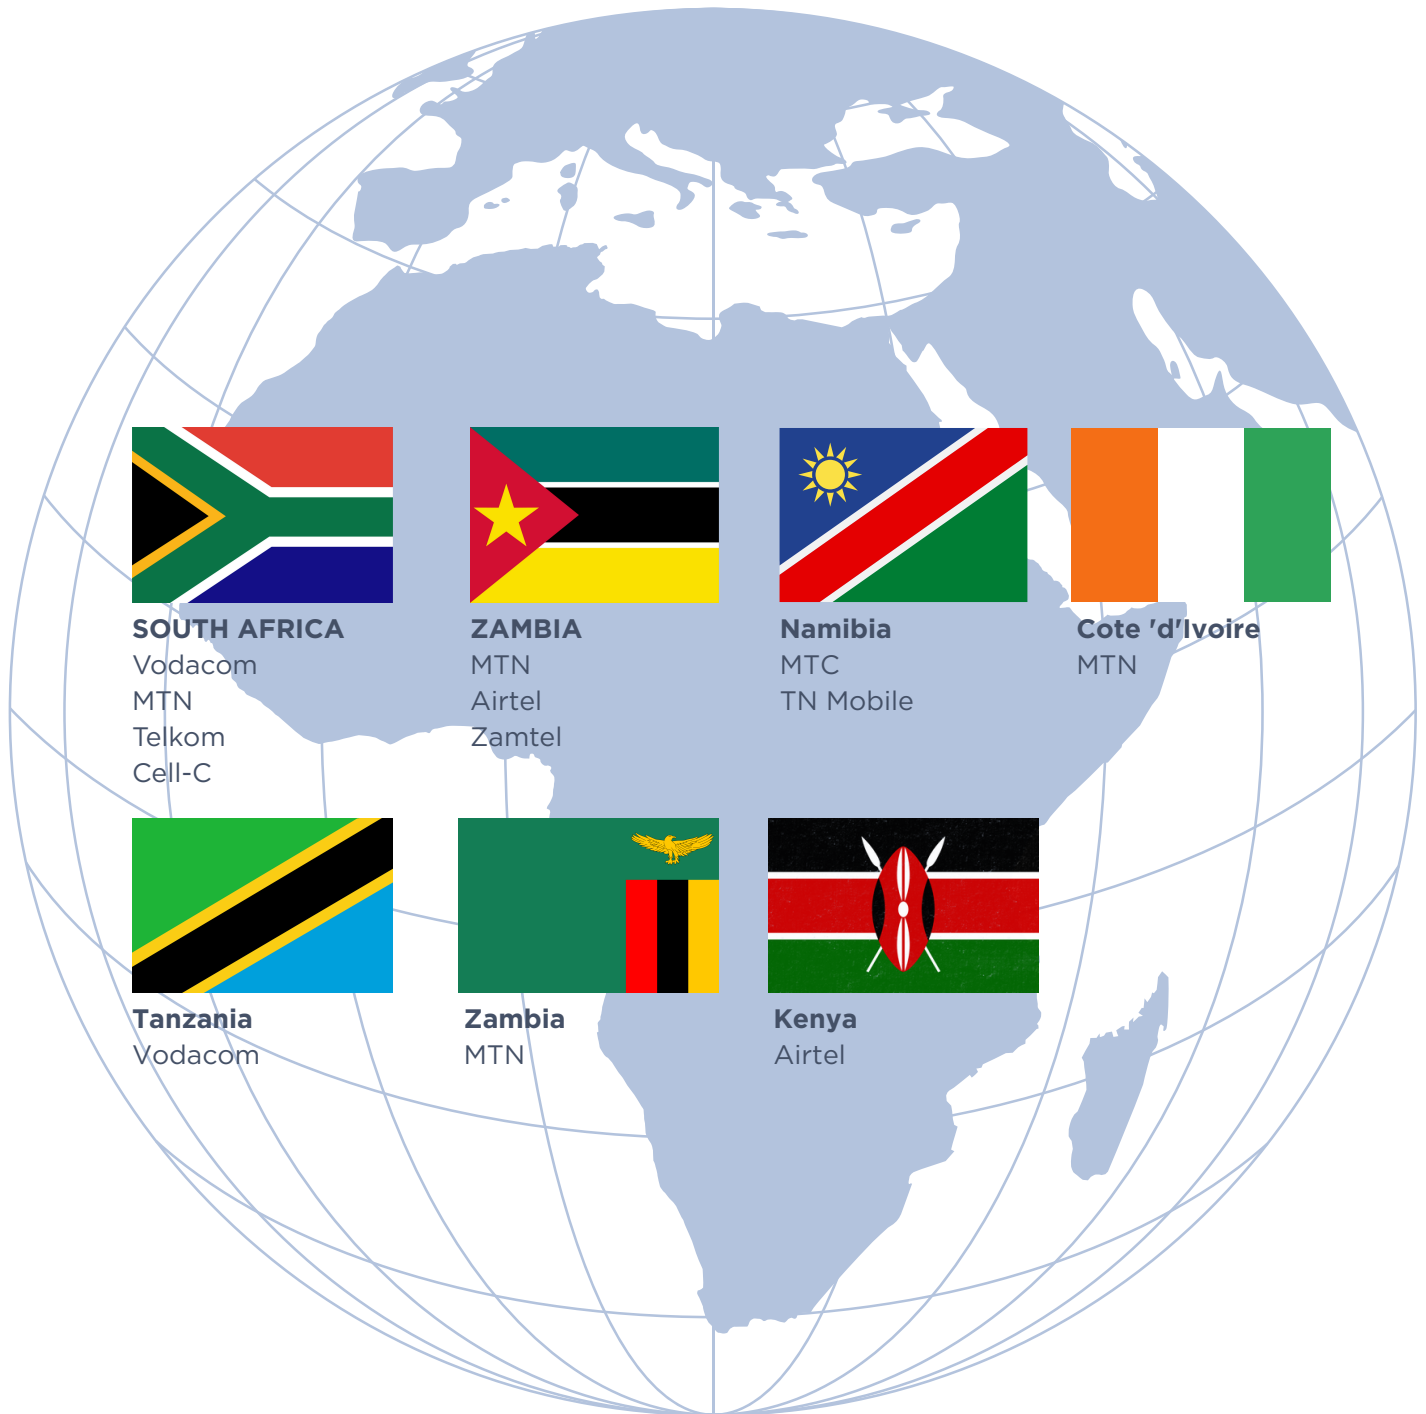 SOUTH AFRICA
Vodacom
MTN
Telkom
Cell-C
ZAMBIA
MTN
Airtel
Zamtel
Namibia
MTC
TN Mobile
Cote 'd'Ivoire
MTN
Tanzania
Vodacom
Zambia
MTN
Kenya
Airtel